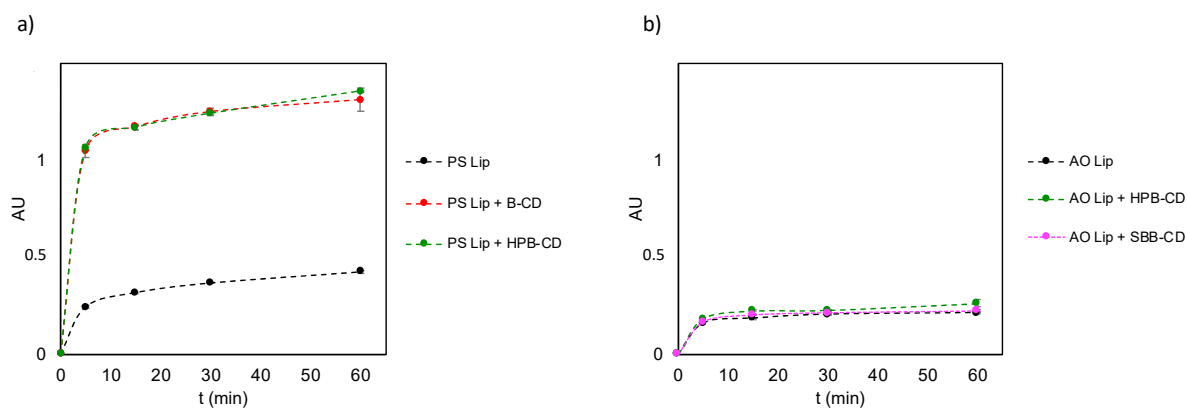 a)
AU
1
0.5
0
0 10 20 30 40 50 60
t (min)
PS Lip
PS Lip + B-CD
PS Lip + HPB-CD
b)
AU
1
0.5
0
0 10 20 30 40 50 60
t (min)
AO Lip
AO Lip + HPB-CD
AO Lip + SBB-CD